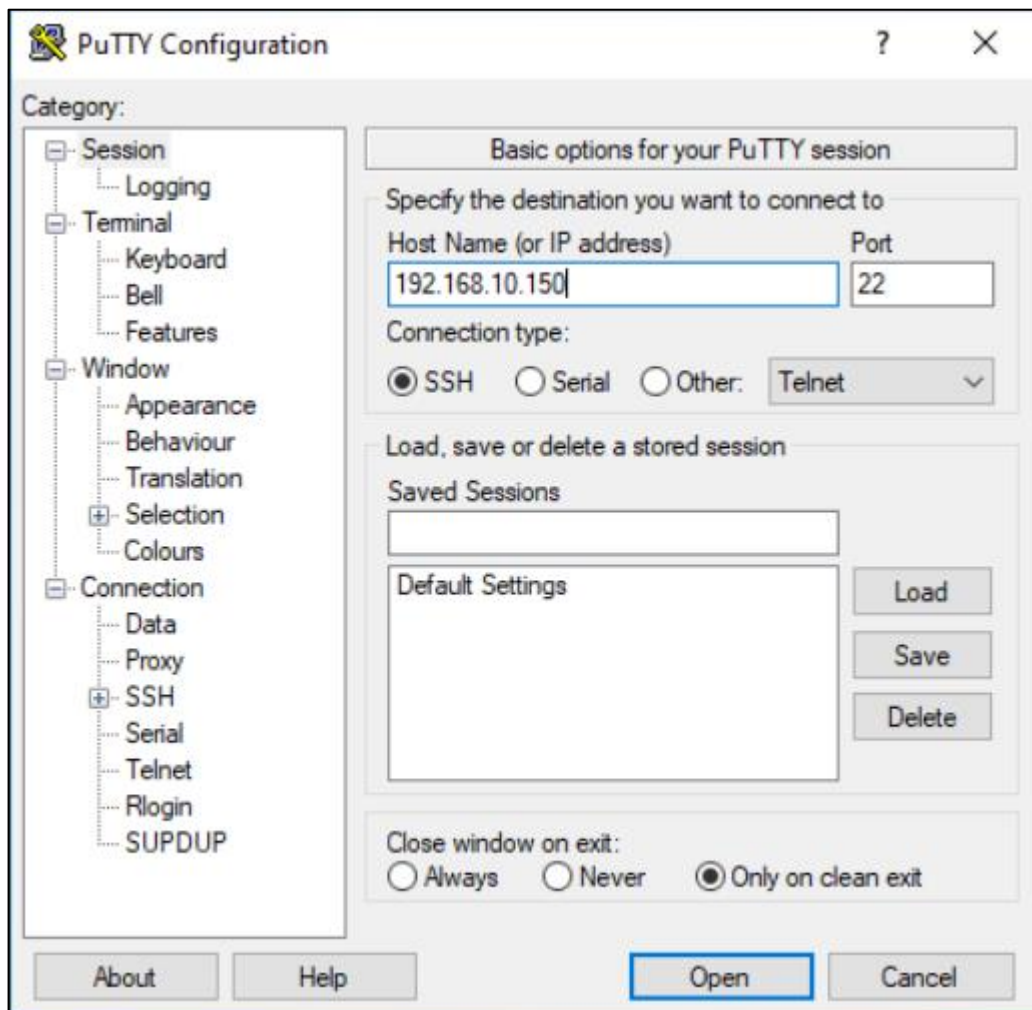 PuTTY Configuration ? X
Category:
Session
Logging
Terminal
Keyboard
Bell
Features
Window
Appearance
Behaviour
Translation
Selection
Colours
Connection
Data
Proxy
SSH
Serial
Telnet
Rlogin
SUPDUP
Basic options for your PuTTY session
Specify the destination you want to connect to
Host Name (or IP address) Port
192.168.10.150 22
Connection type:
SSH Serial Other: Telnet
Load, save or delete a stored session
Saved Sessions
Default Settings
Load
Save
Delete
Close window on exit:
Always Never Only on clean exit
About Help Open Cancel